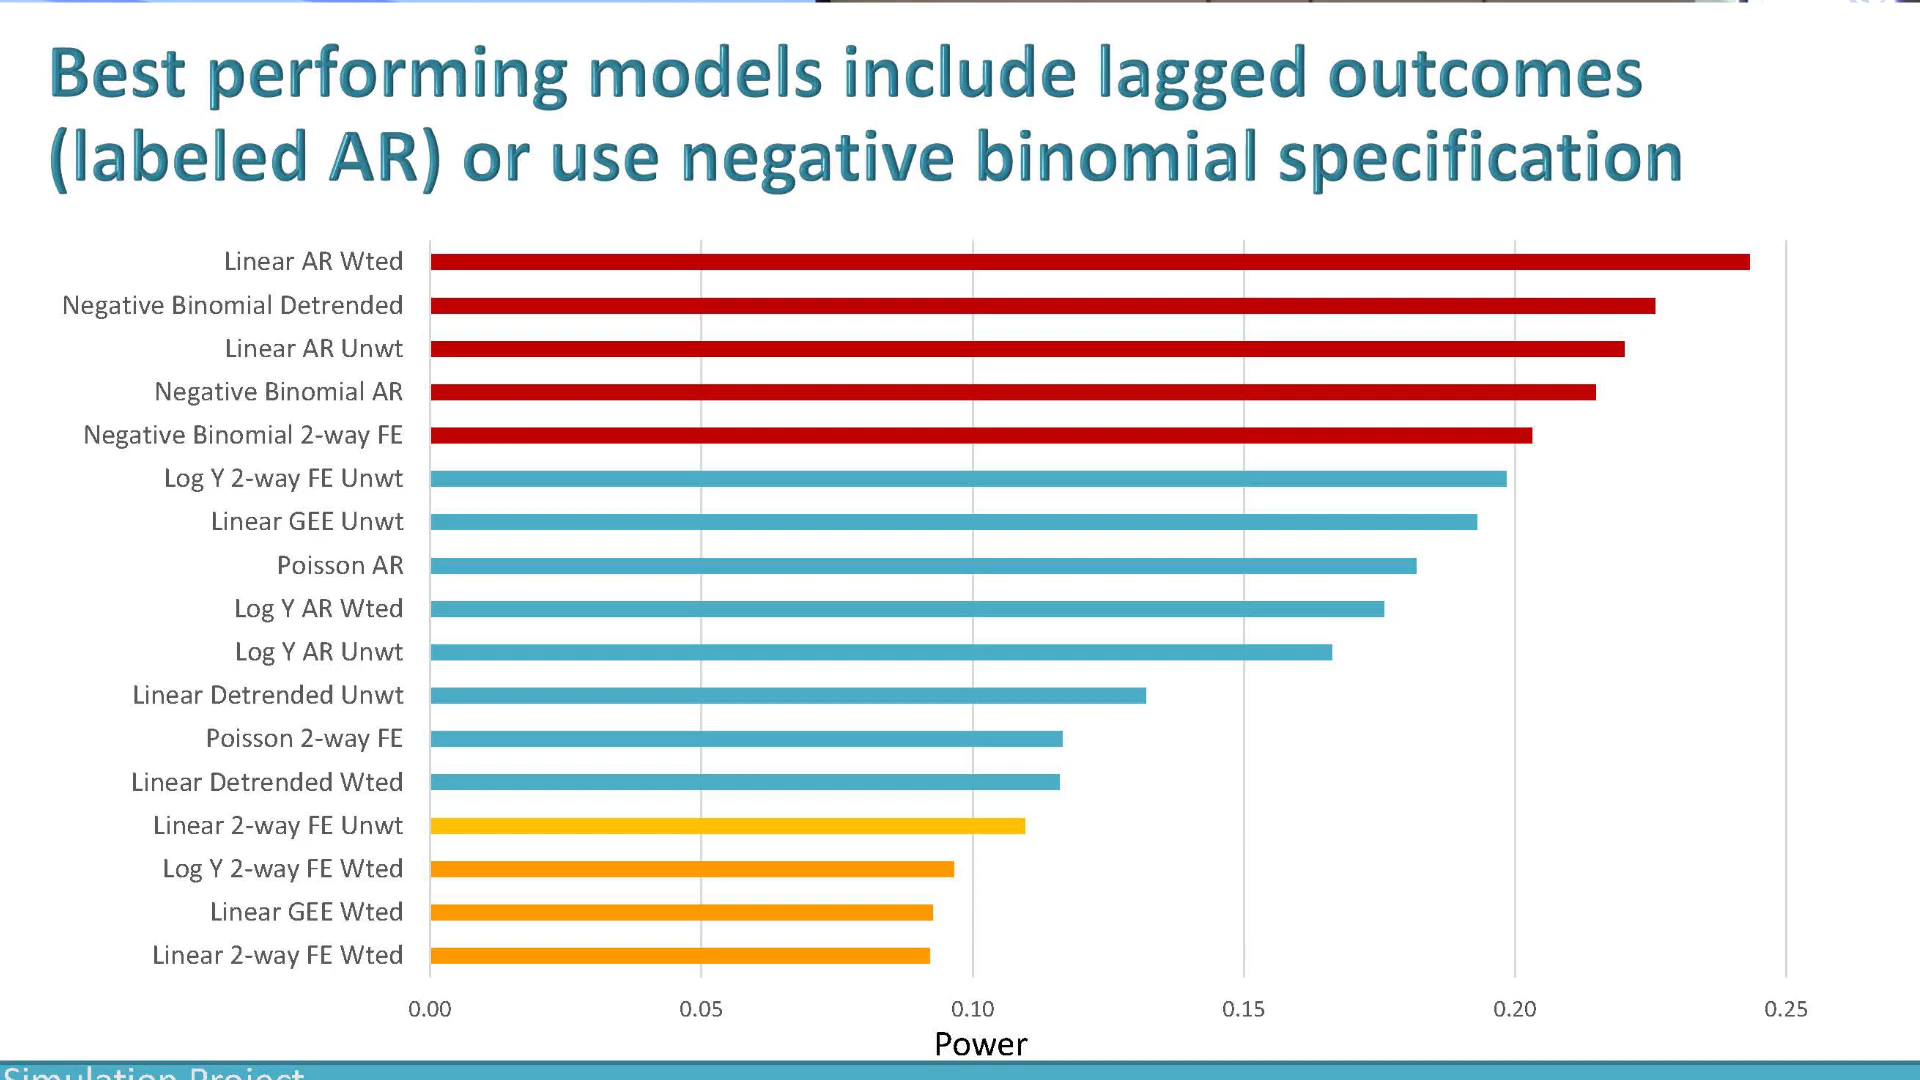 Best performing models include lagged outcomes
(labeled AR) or use negative binomial specification
Linear AR Wted
Negative Binomial Detrended
Linear AR Unwt
Negative Binomial AR
Negative Binomial 2-way FE
Log Y 2-way FE Unwt
Linear GEE Unwt
Poisson AR
Log Y AR Wted
Log Y AR Unwt
Linear Detrended Unwt
Poisson 2-way FE
Linear Detrended Wted
Linear 2-way FE Unwt
Log Y 2-way FE Wted
Linear GEE Wted
Linear 2-way FE Wted
0.00 0.05 0.10 0.15 0.20 0.25
Power
Simulation Project